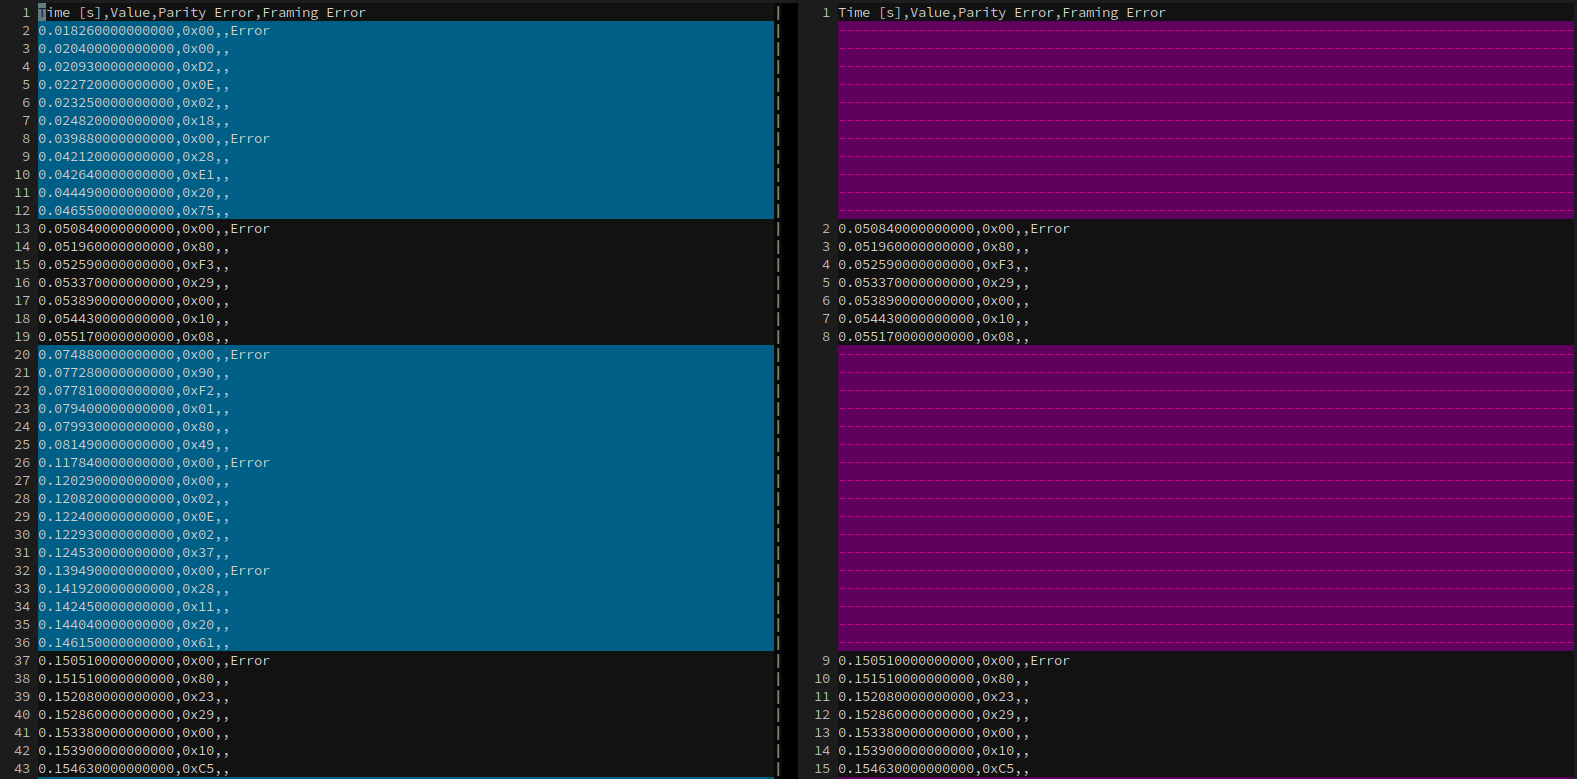 1 Time [s],Value,Parity Error,Framing Error
2 0.018260000000000,0x00,,Error
3 0.020400000000000,0x00,,
4 0.020930000000000,0xD2,,
5 0.022720000000000,0x0E,,
6 0.023250000000000,0x02,,
7 0.024820000000000,0x18,,
8 0.039880000000000,0x00,,Error
9 0.042120000000000,0x28,,
10 0.042640000000000,0xE1,,
11 0.044490000000000,0x20,,
12 0.046550000000000,0x75,,
13 0.050840000000000,0x00,,Error
14 0.051960000000000,0x80,,
15 0.052590000000000,0xF3,,
16 0.053370000000000,0x29,,
17 0.053890000000000,0x00,,
18 0.054430000000000,0x10,,
19 0.055170000000000,0x08,,
20 0.074880000000000,0x00,,Error
21 0.077280000000000,0x90,,
22 0.077810000000000,0xF2,,
23 0.079400000000000,0x01,,
24 0.079930000000000,0x80,,
25 0.081490000000000,0x49,,
26 0.117840000000000,0x00,,Error
27 0.120290000000000,0x00,,
28 0.120820000000000,0x02,,
29 0.122400000000000,0x0E,,
30 0.122930000000000,0x02,,
31 0.124530000000000,0x37,,
32 0.139490000000000,0x00,,Error
33 0.141920000000000,0x28,,
34 0.142450000000000,0x11,,
35 0.144040000000000,0x20,,
36 0.146150000000000,0x61,,
37 0.150510000000000,0x00,,Error
38 0.151510000000000,0x80,,
39 0.152080000000000,0x23,,
40 0.152860000000000,0x29,,
41 0.153380000000000,0x00,,
42 0.153900000000000,0x10,,
43 0.154630000000000,0xC5,,
1 Time [s],Value,Parity Error,Framing Error
2 0.050840000000000,0x00,,Error
3 0.051960000000000,0x80,,
4 0.052590000000000,0xF3,,
5 0.053370000000000,0x29,,
6 0.053890000000000,0x00,,
7 0.054430000000000,0x10,,
8 0.055170000000000,0x08,,
9 0.150510000000000,0x00,,Error
10 0.151510000000000,0x80,,
11 0.152080000000000,0x23,,
12 0.152860000000000,0x29,,
13 0.153380000000000,0x00,,
14 0.153900000000000,0x10,,
15 0.154630000000000,0xC5,,